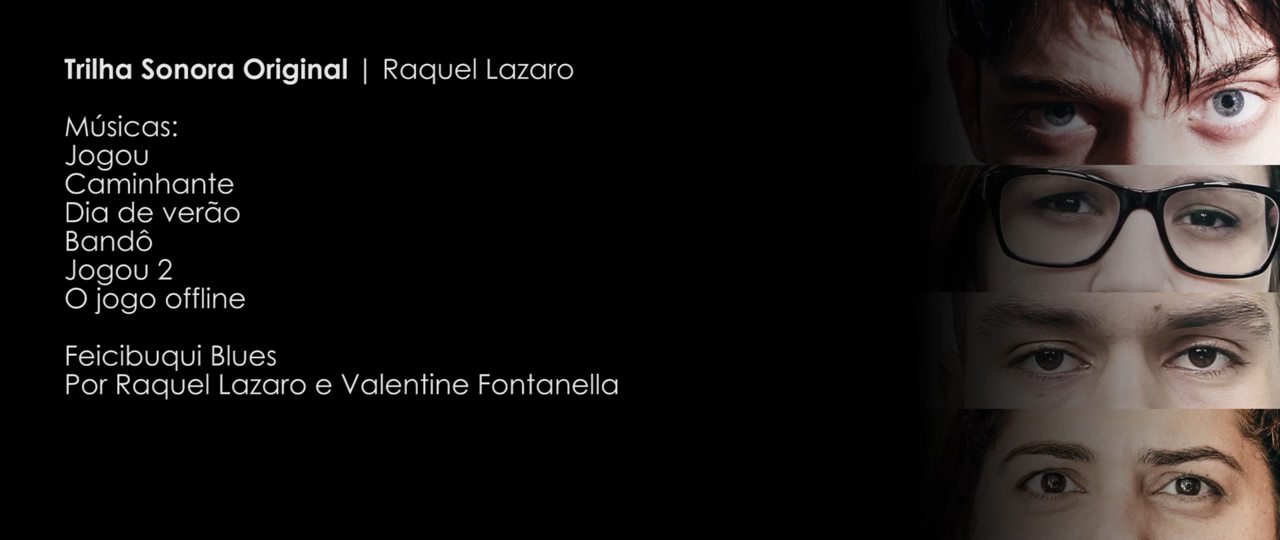 Trilha Sonora Original | Raquel Lazaro
Músicas:
Jogou
Caminhante
Dia de verão
Bandô
Jogou 2
O jogo offline
Feicibuqui Blues
Por Raquel Lazaro e Valentine Fontanella